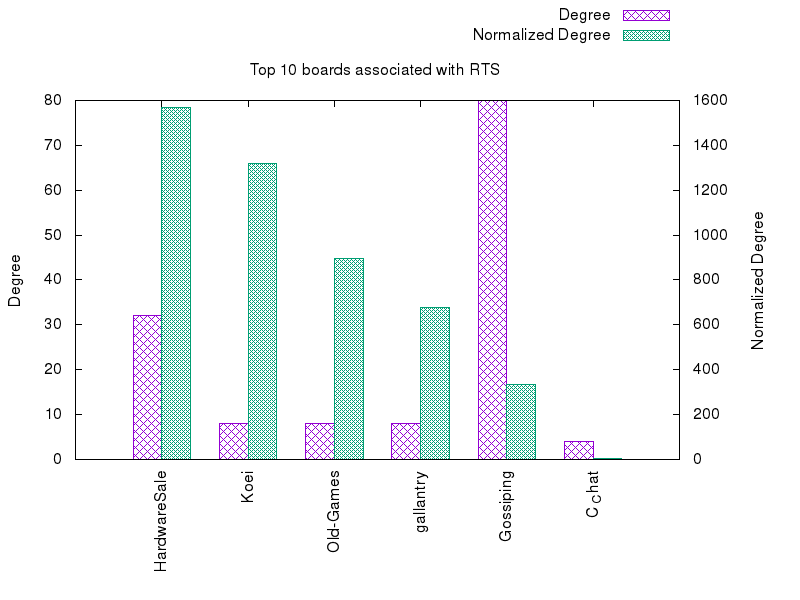 Degree
Normalized Degree
Top 10 boards associated with RTS
80
70
60
50
40
30
20
10
0
Degree
1600
1400
1200
1000
800
600
400
200
0
Normalized Degree
HardwareSale
Koei
Old-Games
gallantry
Gossiping
C_Chat